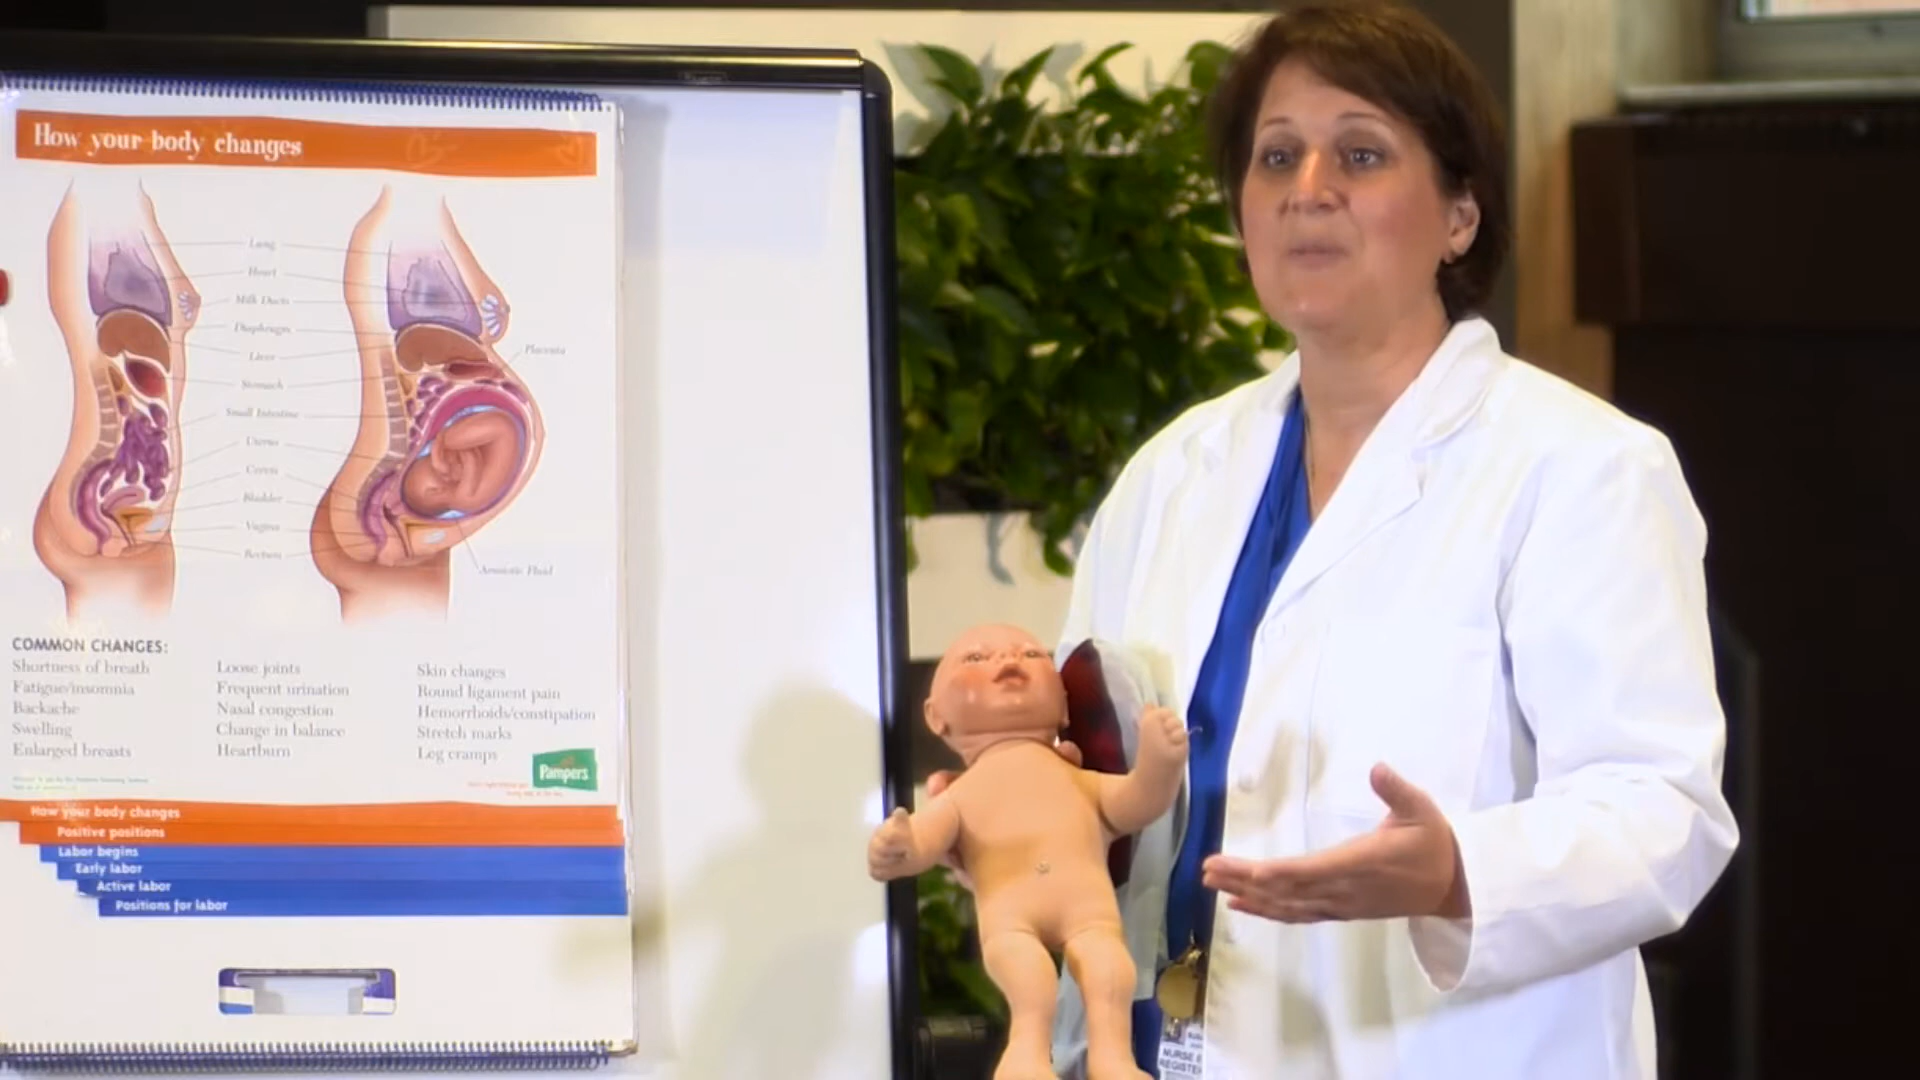 How your body changes
Lung
Heart
Milk Ducts
Diaphragm
Liver
Placenta
Stomach
Small Intestine
Uterus
Cervix
Bladder
Vagina
Rectum
Amniotic Fluid
COMMON CHANGES:
Shortness of breath
Fatigue/insomnia
Backache
Swelling
Enlarged breasts
Loose joints
Frequent urination
Nasal congestion
Change in balance
Heartburn
Skin changes
Round ligament pain
Hemorrhoids/constipation
Stretch marks
Leg cramps
Pampers
How your body changes
Positive positions
Labor begins
Early labor
Active labor
Positions for labor
NURSE
REGISTE